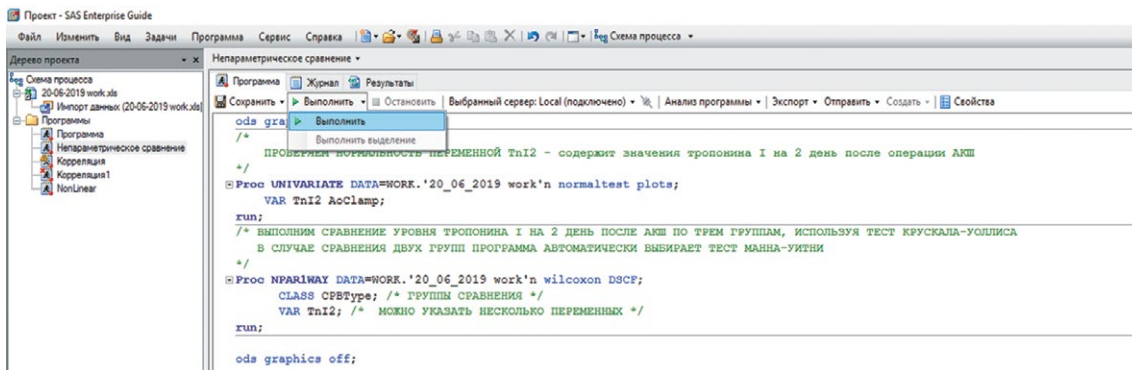 Проект - SAS Enterprise Guide
Файл Изменить Вид Задачи Программа Сервис Справка Схема процесса
Дерево проекта
Непараметрическое сравнение
Схема процесса
20-06-2019 work.xls
Импорт данных (20-06-2019 work.xls)
Программы
Программа
Непараметрическое сравнение
Корреляция
Корреляция1
NonLinear
Программа Журнал Результаты
Сохранить Выполнить Остановить Выбранный сервер: Local (подключено) Анализ программы Экспорт Отправить Создать Свойства
Выполнить
Выполнить выделение
ods gra
/*
ПРОВЕРЯЕМ НОРМАЛЬНОСТЬ ПЕРЕМЕННОЙ TnI2 - содержит значения тропонина I на 2 день после операции АКШ
*/
Proc UNIVARIATE DATA=WORK.'20_06_2019 work'n normaltest plots;
VAR TnI2 AoClamp;
run;
/* ВЫПОЛНИМ СРАВНЕНИЕ УРОВНЯ ТРОПОНИНА I НА 2 ДЕНЬ ПОСЛЕ АКШ ПО ТРЕМ ГРУППАМ, ИСПОЛЬЗУЯ ТЕСТ КРУСКАЛА-УОЛЛИСА
В СЛУЧАЕ СРАВНЕНИЯ ДВУХ ГРУПП ПРОГРАММА АВТОМАТИЧЕСКИ ВЫБИРАЕТ ТЕСТ МАННА-УИТНИ
*/
Proc NPAR1WAY DATA=WORK.'20_06_2019 work'n wilcoxon DSCF;
CLASS CPBType; /* ГРУППЫ СРАВНЕНИЯ */
VAR TnI2; /* МОЖНО УКАЗАТЬ НЕСКОЛЬКО ПЕРЕМЕННЫХ */
run;
ods graphics off;